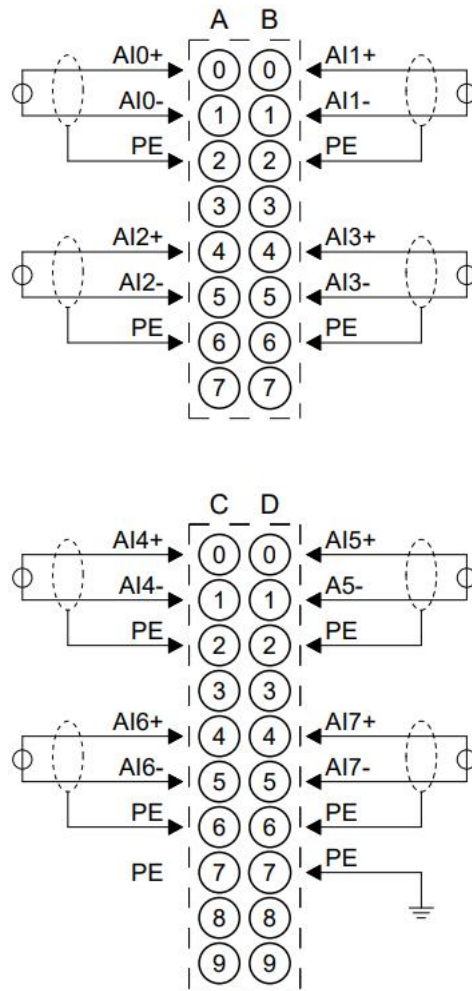 A B
AI0+ 0 0 AI1+
AI0- 1 1 AI1-
PE 2 2 PE
3 3
AI2+ 4 4 AI3+
AI2- 5 5 AI3-
PE 6 6 PE
7 7
C D
AI4+ 0 0 AI5+
AI4- 1 1 A5-
PE 2 2 PE
3 3
AI6+ 4 4 AI7+
AI6- 5 5 AI7-
PE 6 6 PE
PE 7 7 PE
8 8
9 9